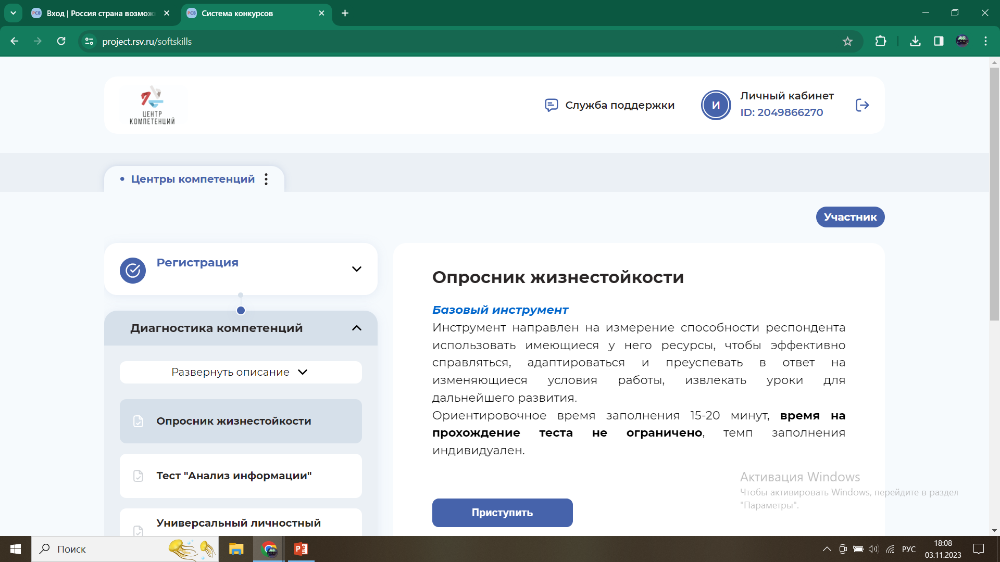 Вход | Россия страна возмож
Система конкурсов
project.rsv.ru/softskills
ЦЕНТР
КОМПЕТЕНЦИЙ
Служба поддержки
И
Личный кабинет
ID: 2049866270
Центры компетенций
Участник
Регистрация
Диагностика компетенций
Развернуть описание
Опросник жизнестойкости
Тест "Анализ информации"
Универсальный личностный
Опросник жизнестойкости
Базовый инструмент
Инструмент направлен на измерение способности респондента
использовать имеющиеся у него ресурсы, чтобы эффективно
справляться, адаптироваться и преуспевать в ответ на
изменяющиеся условия работы, извлекать уроки для
дальнейшего развития.
Ориентировочное время заполнения 15-20 минут, время на
прохождение теста не ограничено, темп заполнения
индивидуален.
Приступить
Активация Windows
Чтобы активировать Windows, перейдите в раздел
"Параметры".
Поиск
РУС
18:08
03.11.2023